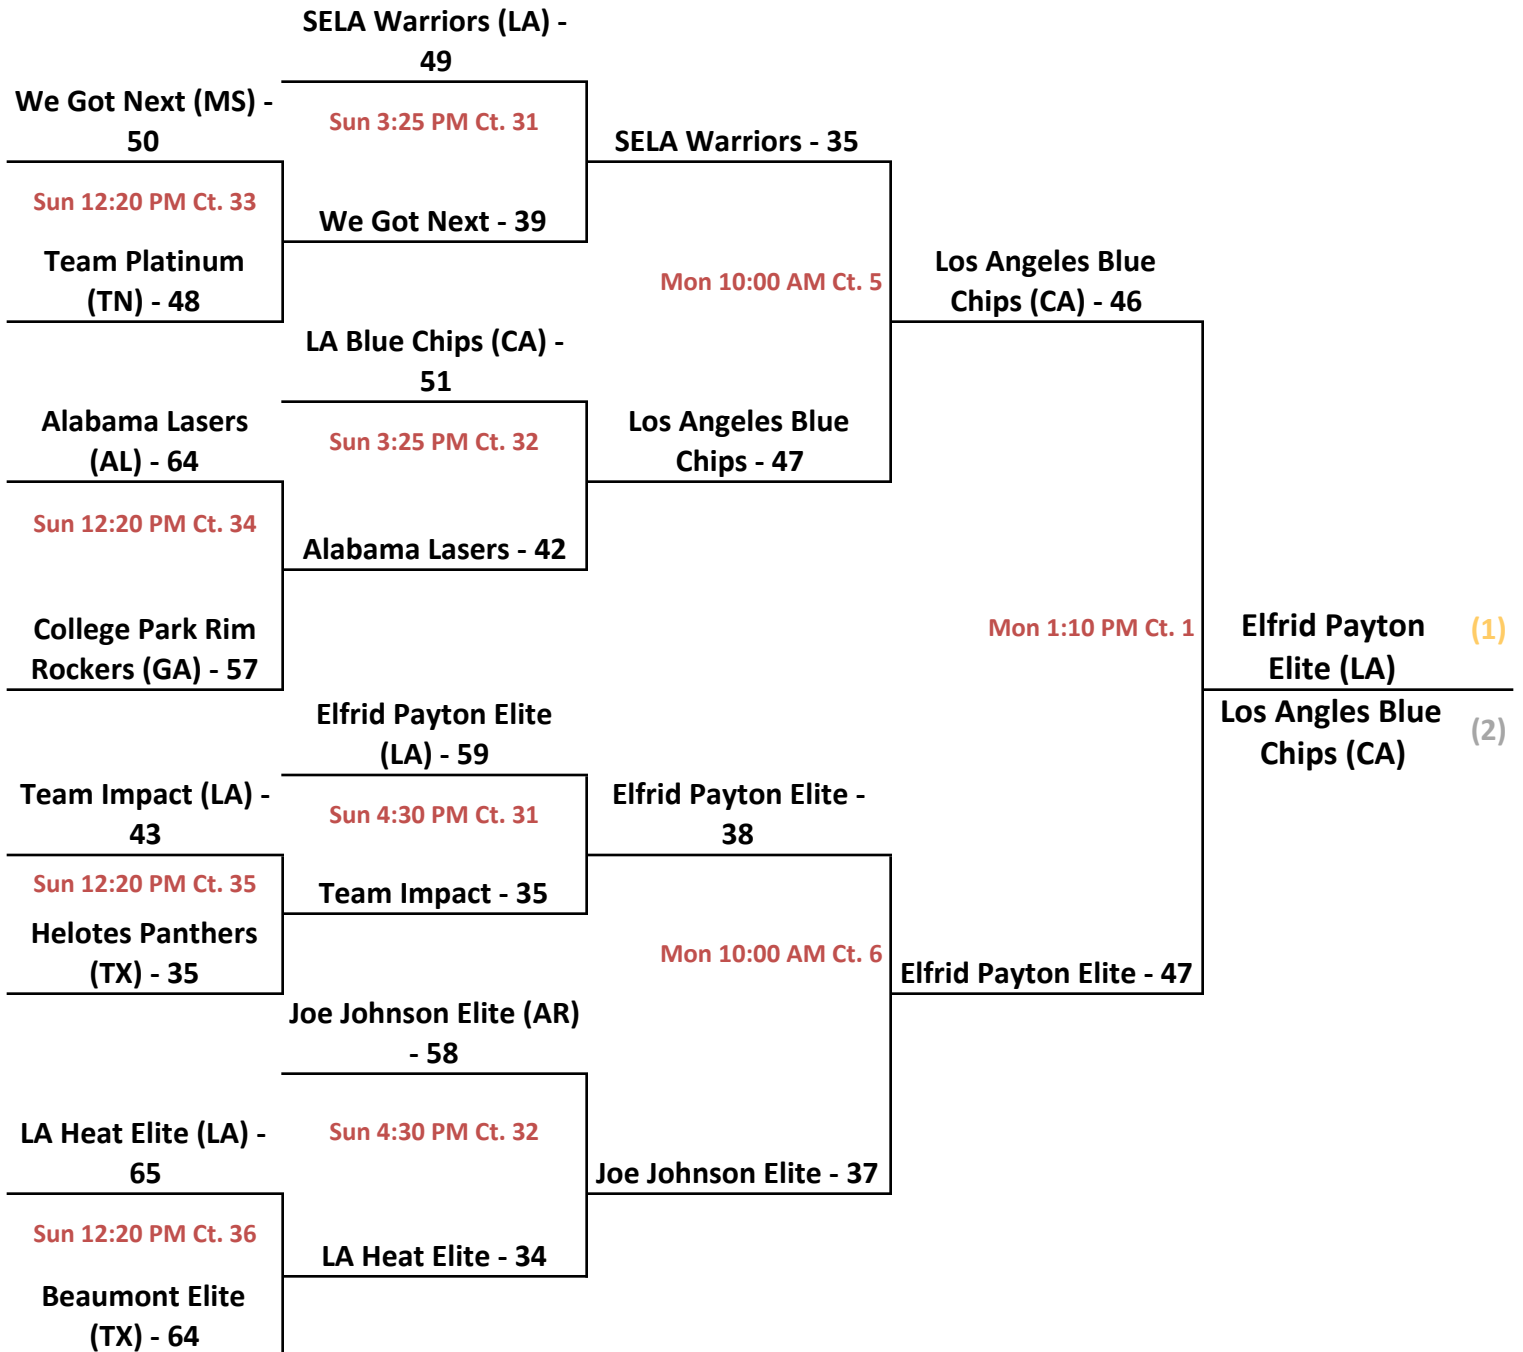 SELA Warriors (LA) -
49
We Got Next (MS) -
50
Sun 3:25 PM Ct. 31
SELA Warriors - 35
Sun 12:20 PM Ct. 33
We Got Next - 39
Team Platinum
(TN) - 48
Mon 10:00 AM Ct. 5
Los Angeles Blue
Chips (CA) - 46
LA Blue Chips (CA) -
51
Alabama Lasers
(AL) - 64
Sun 3:25 PM Ct. 32
Los Angeles Blue
Chips - 47
Sun 12:20 PM Ct. 34
Alabama Lasers - 42
College Park Rim
Rockers (GA) - 57
Mon 1:10 PM Ct. 1
Elfrid Payton
Elite (LA)
(1)
Los Angles Blue
Chips (CA)
(2)
Elfrid Payton Elite
(LA) - 59
Team Impact (LA) -
43
Sun 4:30 PM Ct. 31
Elfrid Payton Elite -
38
Sun 12:20 PM Ct. 35
Team Impact - 35
Helotes Panthers
(TX) - 35
Mon 10:00 AM Ct. 6
Elfrid Payton Elite - 47
Joe Johnson Elite (AR)
- 58
LA Heat Elite (LA) -
65
Sun 4:30 PM Ct. 32
Joe Johnson Elite - 37
Sun 12:20 PM Ct. 36
LA Heat Elite - 34
Beaumont Elite
(TX) - 64